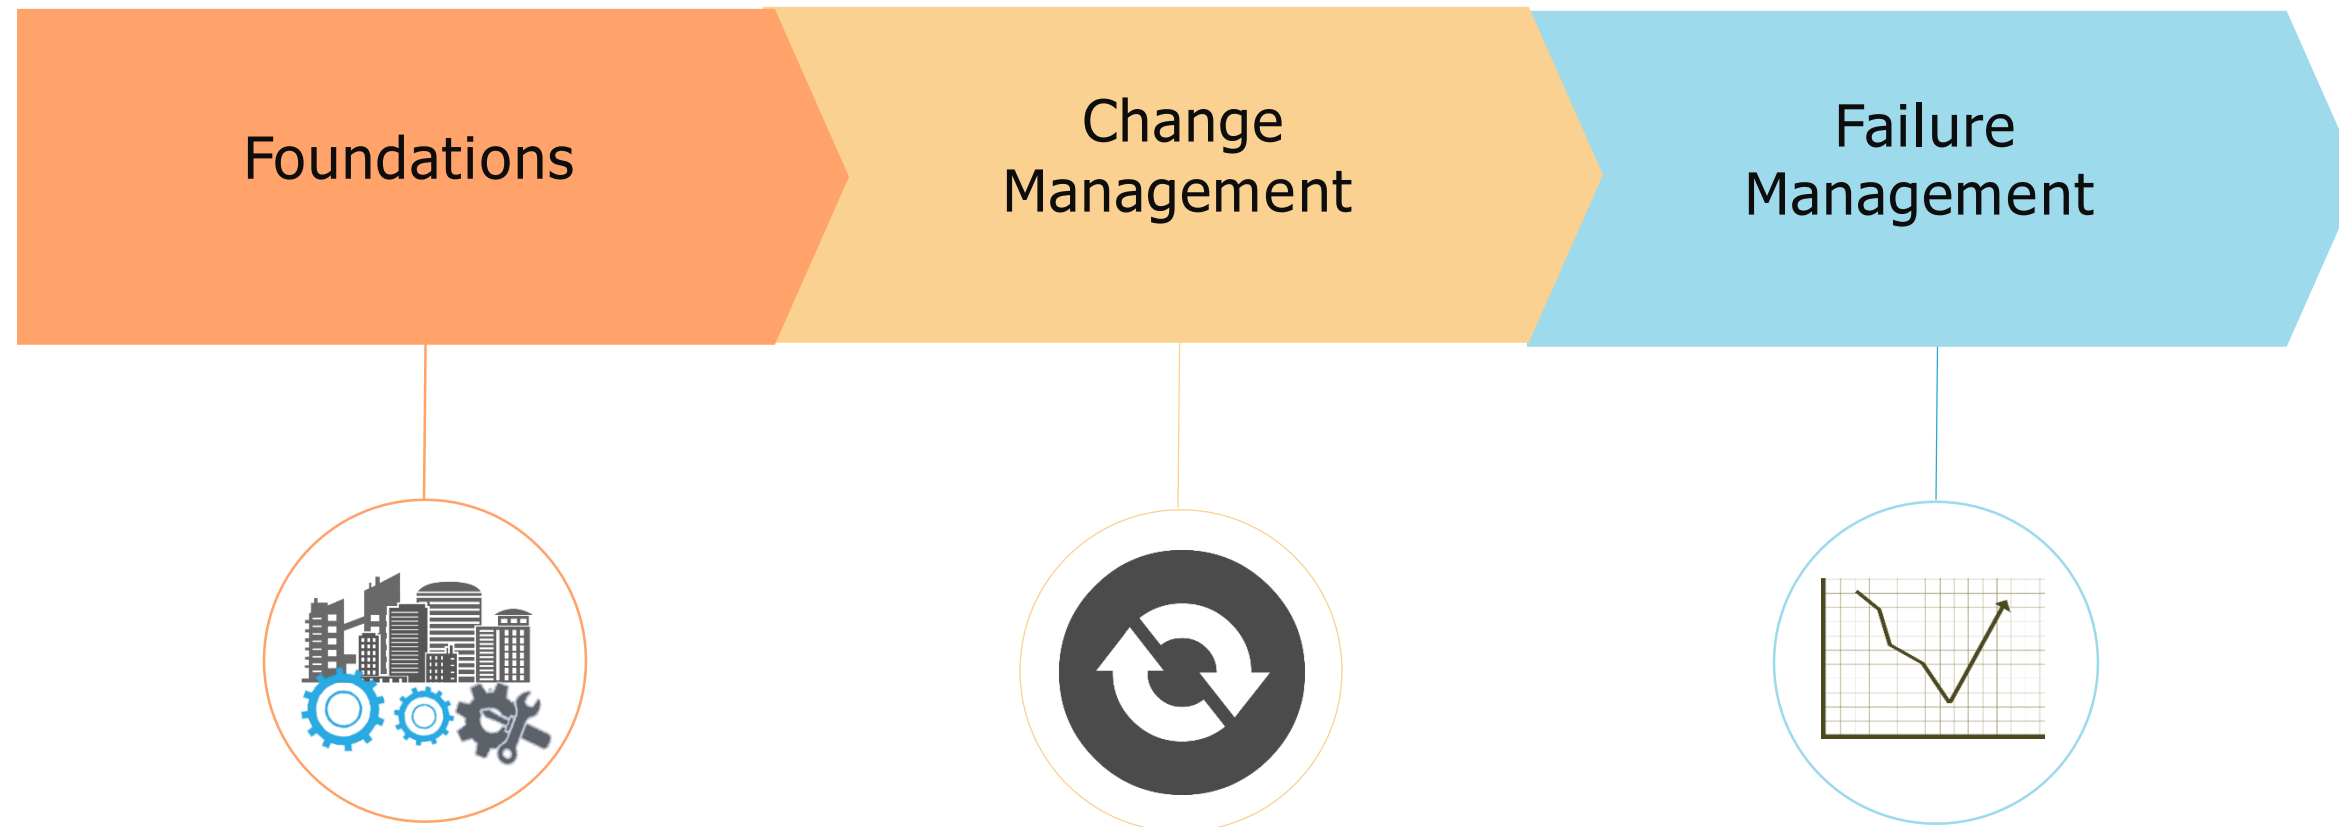 Foundations
Change
Management
Failure
Management